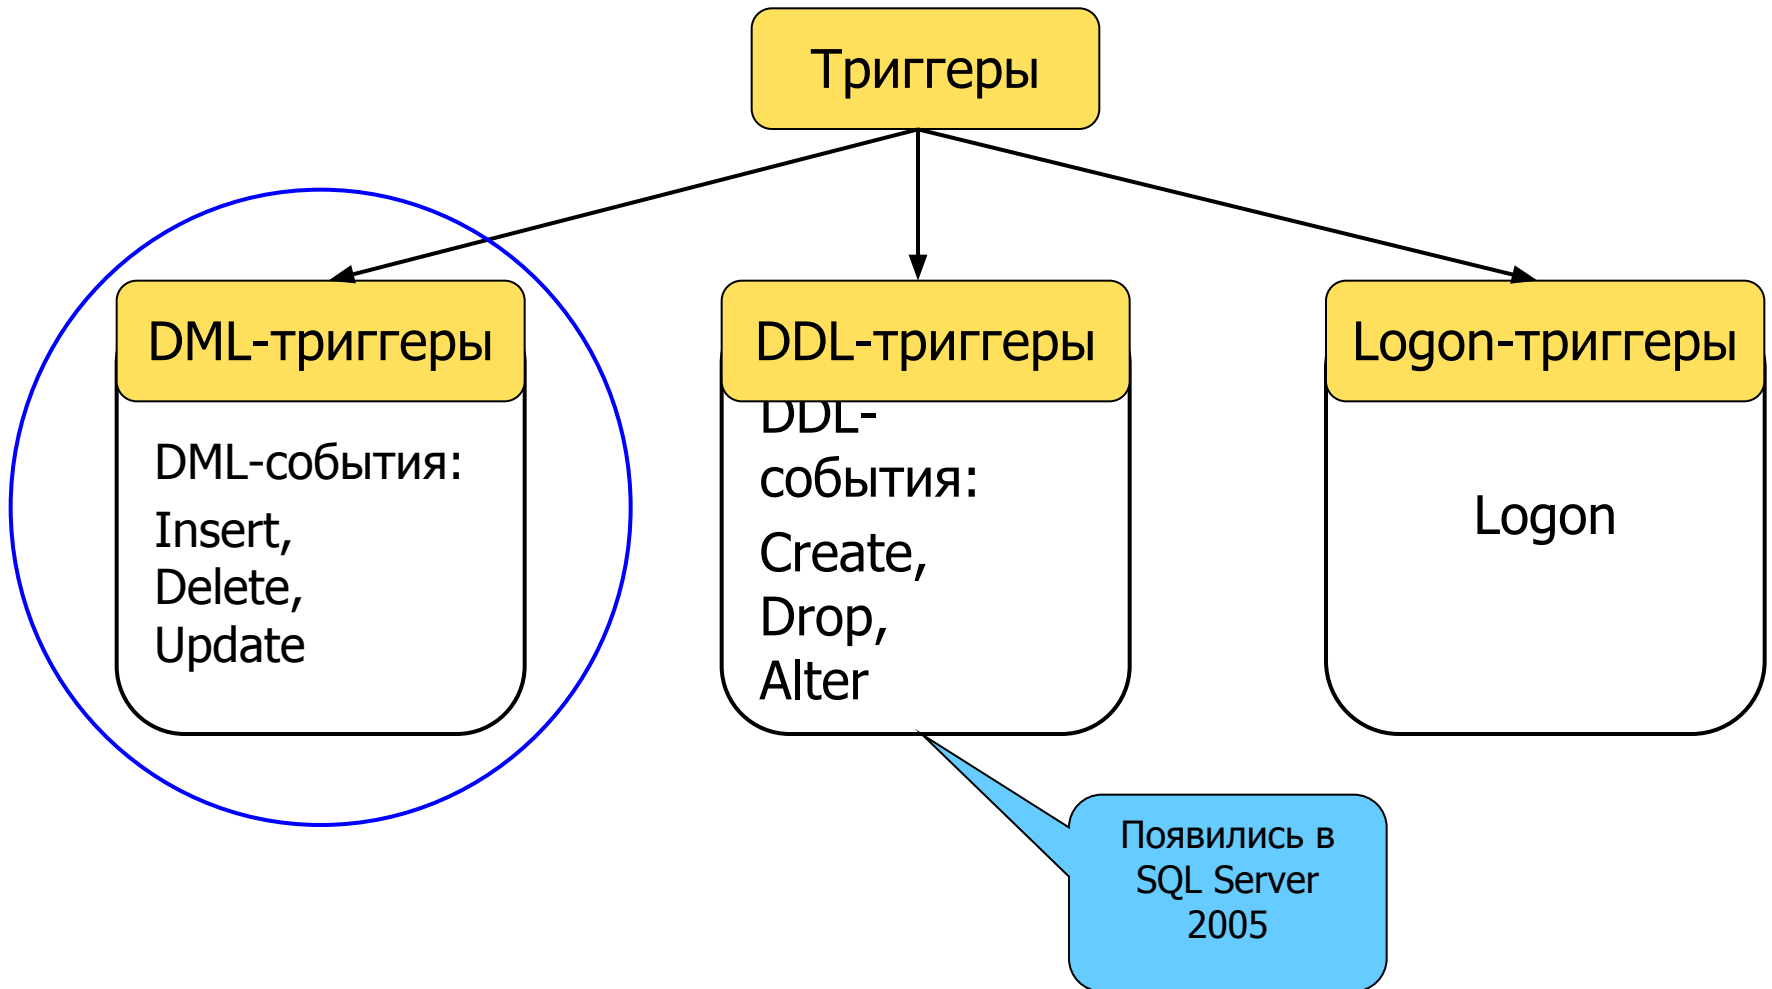 Триггеры
DML-триггеры
DML-события:
Insert,
Delete,
Update
DDL-триггеры
DDL-
события:
Create,
Drop,
Alter
Logon-триггеры
Logon
Появились в
SQL Server
2005